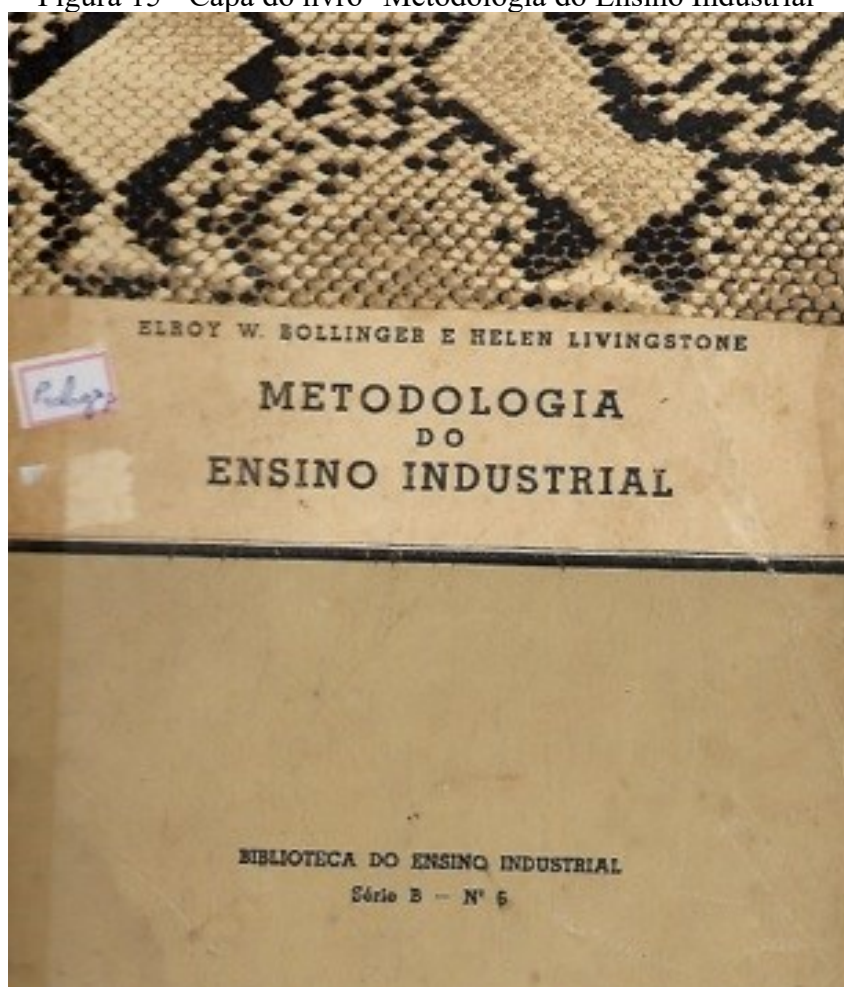 Figura 15 - Capa do livro "Metodologia do Ensino Industrial"
ELROY W. BOLLINGER E HELEN LIVINGSTONE
METODOLOGIA
DO
ENSINO INDUSTRIAL
BIBLIOTECA DO ENSINO INDUSTRIAL
Série B — Nº